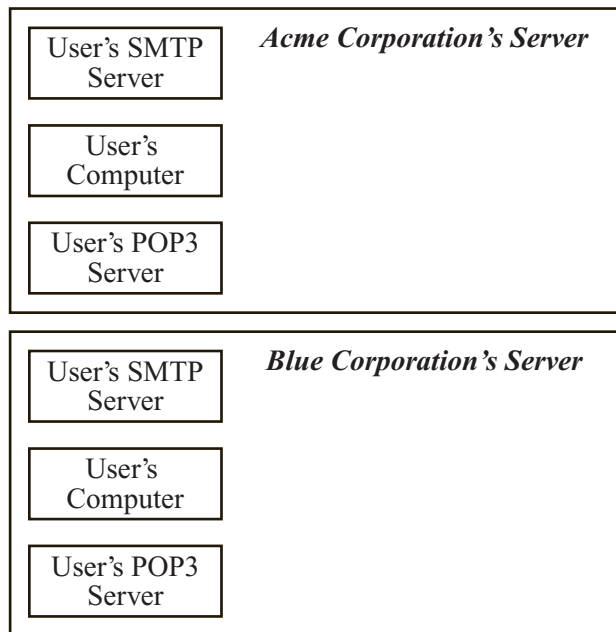 User’s SMTP
Server
Acme Corporation’s Server
User’s
Computer
User’s POP3
Server
User’s SMTP
Server
Blue Corporation’s Server
User’s
Computer
User’s POP3
Server